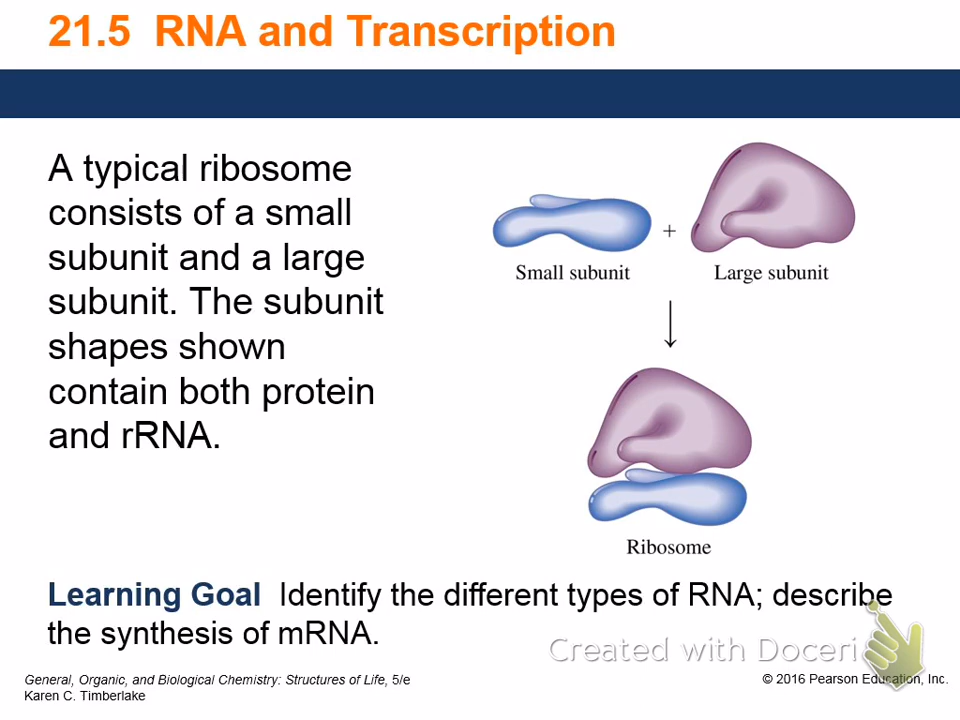 21.5 RNA and Transcription
A typical ribosome
consists of a small
subunit and a large
subunit. The subunit
shapes shown
contain both protein
and rRNA.
+
Small subunit
Large subunit
Ribosome
Learning Goal Identify the different types of RNA; describe
the synthesis of mRNA.
Created with Doceri
General, Organic, and Biological Chemistry: Structures of Life, 5/e
Karen C. Timberlake
© 2016 Pearson Education, Inc.